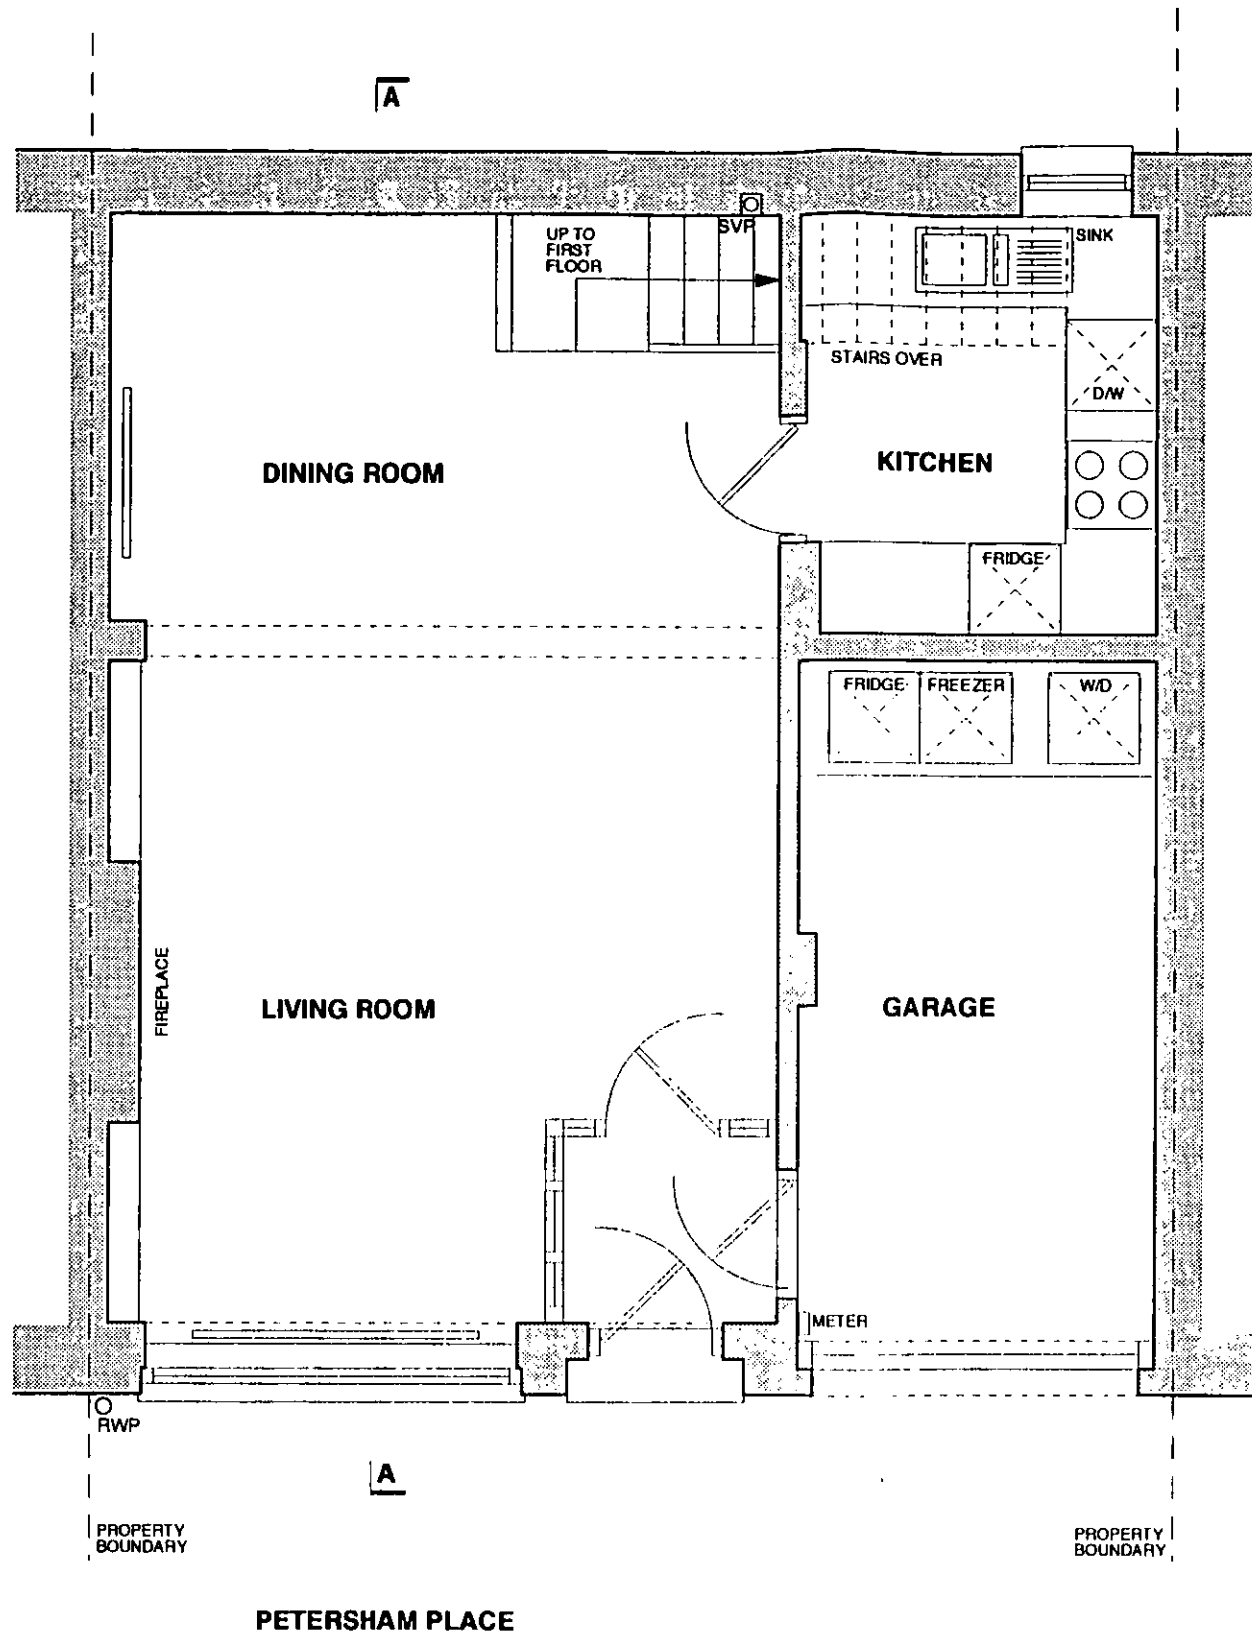 A
SVP
UP TO
FIRST
FLOOR
SINK
STAIRS OVER
D/W
DINING ROOM
KITCHEN
FRIDGE
FRIDGE
FREEZER
W/D
FIREPLACE
LIVING ROOM
GARAGE
METER
RWP
A
PROPERTY
BOUNDARY
PROPERTY
BOUNDARY
PETERSHAM PLACE